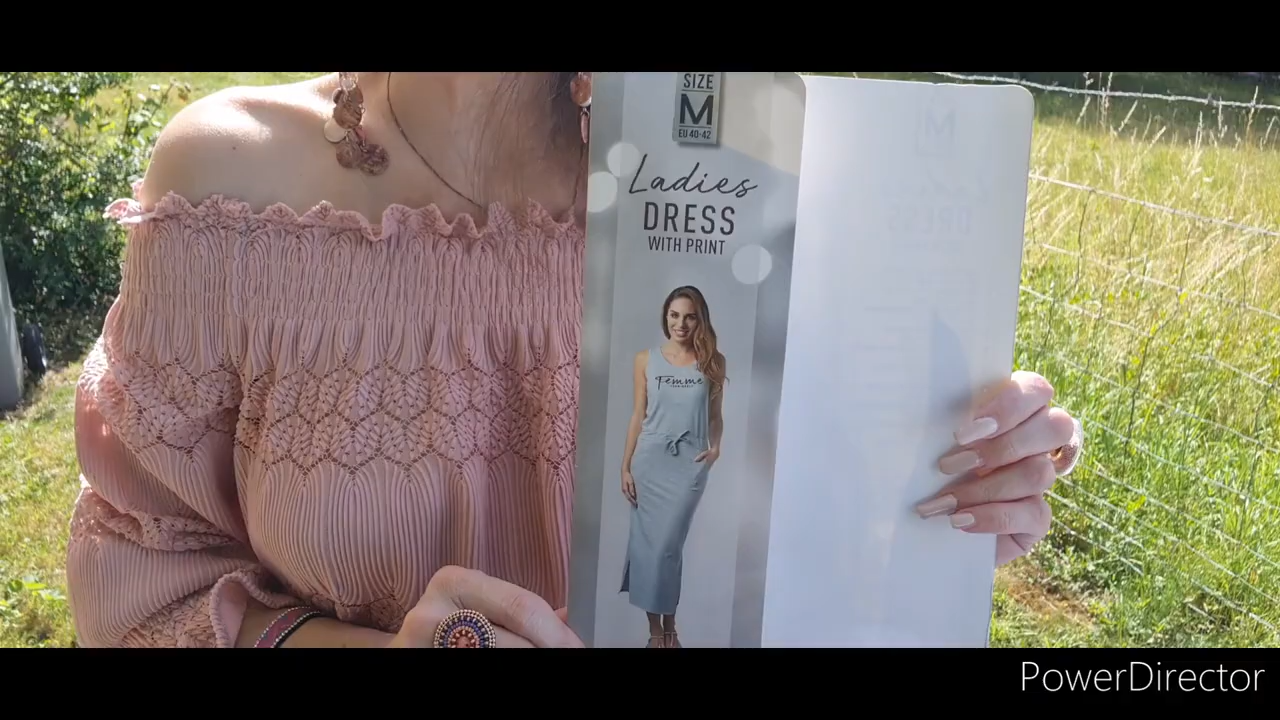 SIZE
M
EU 40-42
Ladies
DRESS
WITH PRINT
Femme
PowerDirector